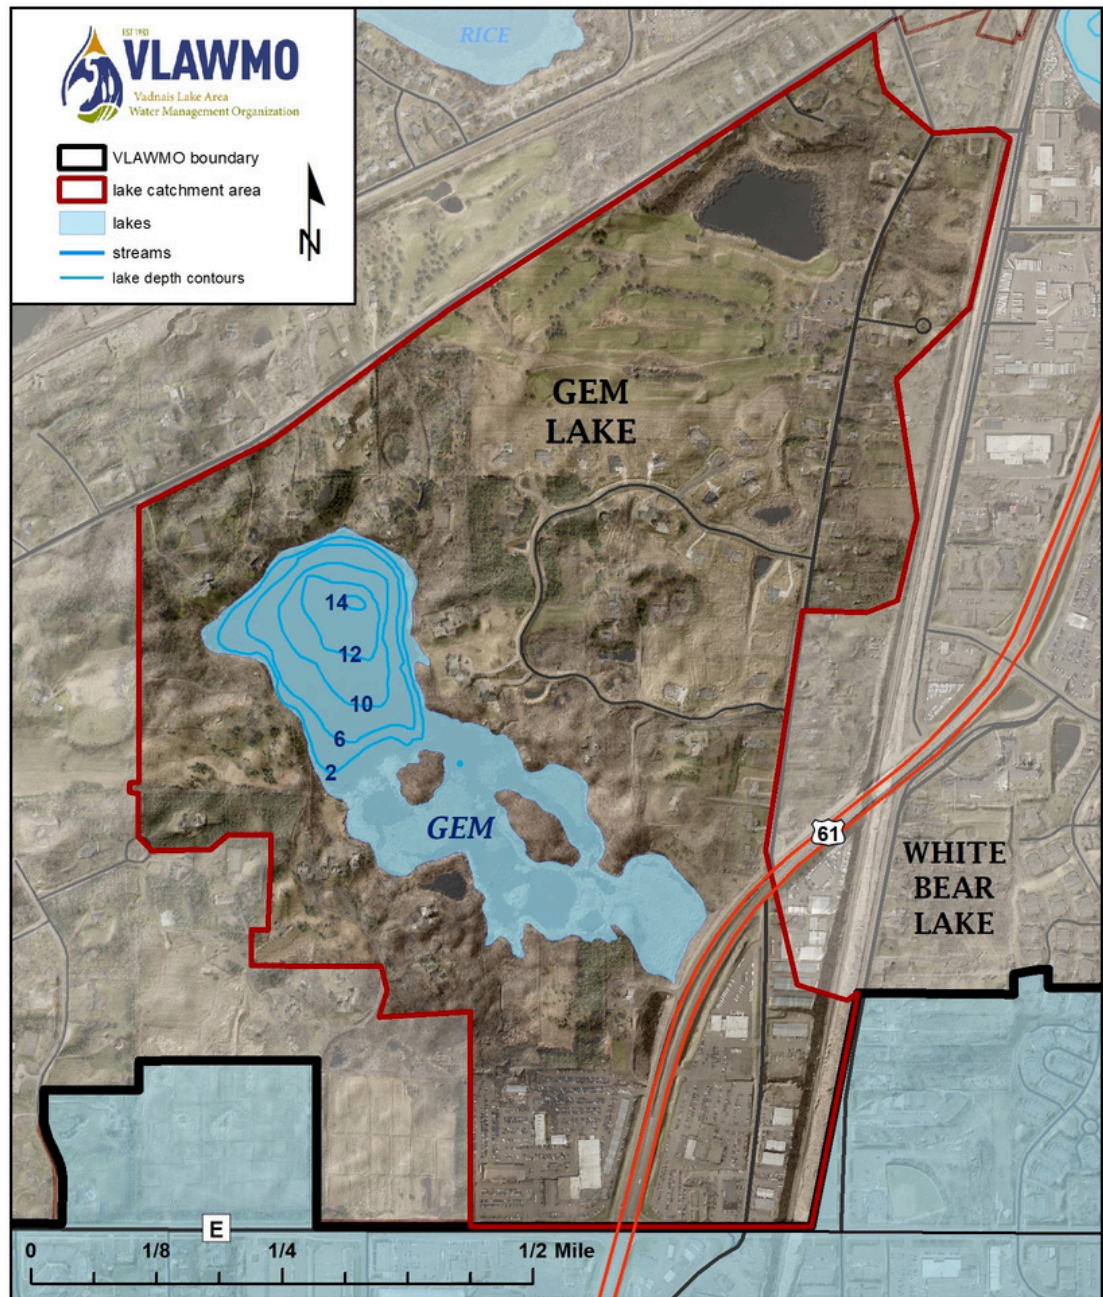 EST 1983
VLAWMO
Vadnais Lake Area
Water Management Organization
VLAWMO boundary
lake catchment area
lakes
streams
lake depth contours
N
RICE
GEM
LAKE
14
12
10
6
2
GEM
61
WHITE
BEAR
LAKE
E
0 1/8 1/4 1/2 Mile